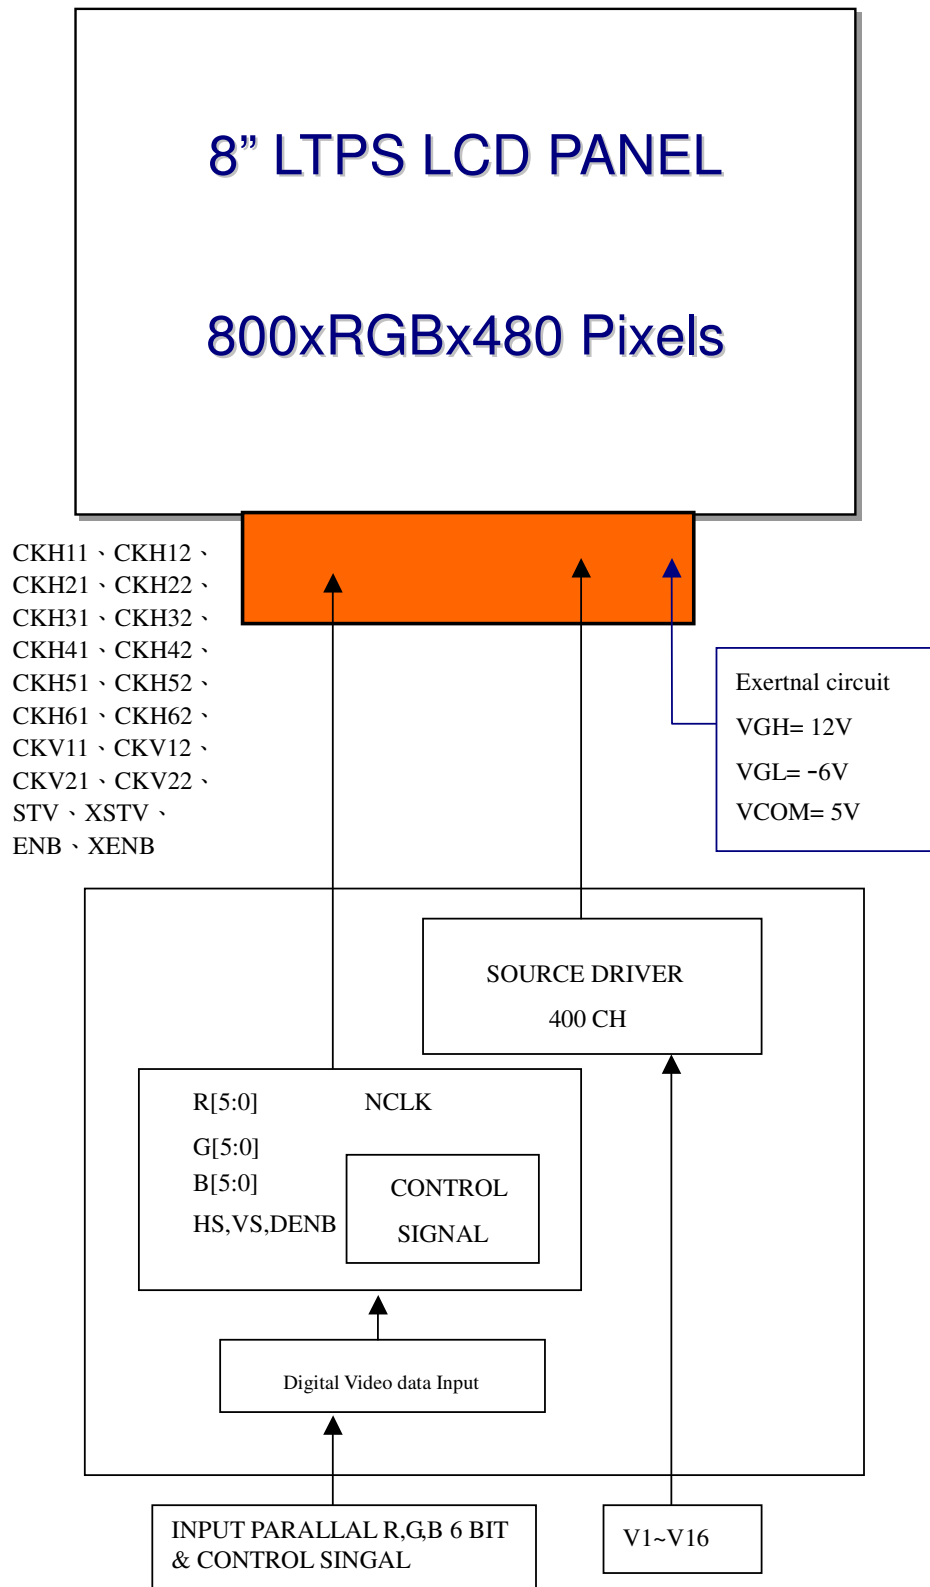 8” LTPS LCD PANEL
800xRGBx480 Pixels
CKH11、CKH12、
CKH21、CKH22、
CKH31、CKH32、
CKH41、CKH42、
CKH51、CKH52、
CKH61、CKH62、
CKV11、CKV12、
CKV21、CKV22、
STV、XSTV、
ENB、XENB
Exertnal circuit
VGH= 12V
VGL= -6V
VCOM= 5V
SOURCE DRIVER
400 CH
R[5:0] NCLK
G[5:0]
B[5:0]
HS,VS,DENB
CONTROL
SIGNAL
Digital Video data Input
INPUT PARALLAL R,G,B 6 BIT
& CONTROL SINGAL
V1~V16